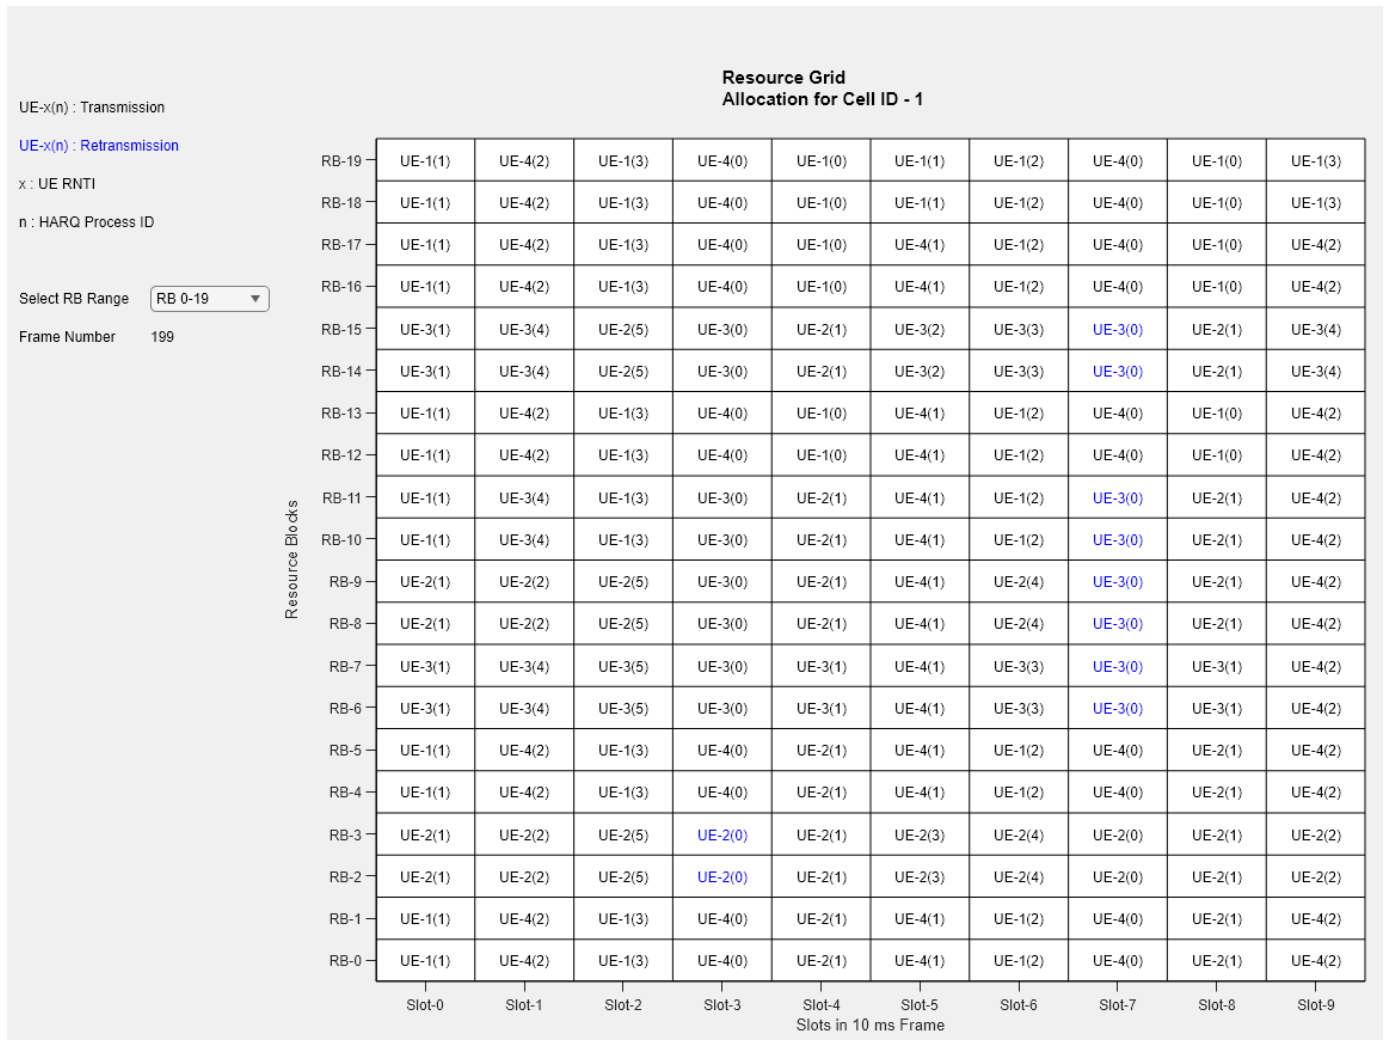 Resource Grid
Allocation for Cell ID - 1
UE-x(n) : Transmission
UE-x(n) : Retransmission
x : UE RNTI
n : HARQ Process ID
Select RB Range RB 0-19
Frame Number 199
Resource Blocks
RB-19 UE-1(1) UE-4(2) UE-1(3) UE-4(0) UE-1(0) UE-1(1) UE-1(2) UE-4(0) UE-1(0) UE-1(3)
RB-18 UE-1(1) UE-4(2) UE-1(3) UE-4(0) UE-1(0) UE-1(1) UE-1(2) UE-4(0) UE-1(0) UE-1(3)
RB-17 UE-1(1) UE-4(2) UE-1(3) UE-4(0) UE-1(0) UE-4(1) UE-1(2) UE-4(0) UE-1(0) UE-4(2)
RB-16 UE-1(1) UE-4(2) UE-1(3) UE-4(0) UE-1(0) UE-4(1) UE-1(2) UE-4(0) UE-1(0) UE-4(2)
RB-15 UE-3(1) UE-3(4) UE-2(5) UE-3(0) UE-2(1) UE-3(2) UE-3(3) UE-3(0) UE-2(1) UE-3(4)
RB-14 UE-3(1) UE-3(4) UE-2(5) UE-3(0) UE-2(1) UE-3(2) UE-3(3) UE-3(0) UE-2(1) UE-3(4)
RB-13 UE-1(1) UE-4(2) UE-1(3) UE-4(0) UE-1(0) UE-4(1) UE-1(2) UE-4(0) UE-1(0) UE-4(2)
RB-12 UE-1(1) UE-4(2) UE-1(3) UE-4(0) UE-1(0) UE-4(1) UE-1(2) UE-4(0) UE-1(0) UE-4(2)
RB-11 UE-1(1) UE-3(4) UE-1(3) UE-3(0) UE-2(1) UE-4(1) UE-1(2) UE-3(0) UE-2(1) UE-4(2)
RB-10 UE-1(1) UE-3(4) UE-1(3) UE-3(0) UE-2(1) UE-4(1) UE-1(2) UE-3(0) UE-2(1) UE-4(2)
RB-9 UE-2(1) UE-2(2) UE-2(5) UE-3(0) UE-2(1) UE-4(1) UE-2(4) UE-3(0) UE-2(1) UE-4(2)
RB-8 UE-2(1) UE-2(2) UE-2(5) UE-3(0) UE-2(1) UE-4(1) UE-2(4) UE-3(0) UE-2(1) UE-4(2)
RB-7 UE-3(1) UE-3(4) UE-3(5) UE-3(0) UE-3(1) UE-4(1) UE-3(3) UE-3(0) UE-3(1) UE-4(2)
RB-6 UE-3(1) UE-3(4) UE-3(5) UE-3(0) UE-3(1) UE-4(1) UE-3(3) UE-3(0) UE-3(1) UE-4(2)
RB-5 UE-1(1) UE-4(2) UE-1(3) UE-4(0) UE-2(1) UE-4(1) UE-1(2) UE-4(0) UE-2(1) UE-4(2)
RB-4 UE-1(1) UE-4(2) UE-1(3) UE-4(0) UE-2(1) UE-4(1) UE-1(2) UE-4(0) UE-2(1) UE-4(2)
RB-3 UE-2(1) UE-2(2) UE-2(5) UE-2(0) UE-2(1) UE-2(3) UE-2(4) UE-2(0) UE-2(1) UE-2(2)
RB-2 UE-2(1) UE-2(2) UE-2(5) UE-2(0) UE-2(1) UE-2(3) UE-2(4) UE-2(0) UE-2(1) UE-2(2)
RB-1 UE-1(1) UE-4(2) UE-1(3) UE-4(0) UE-2(1) UE-4(1) UE-1(2) UE-4(0) UE-2(1) UE-4(2)
RB-0 UE-1(1) UE-4(2) UE-1(3) UE-4(0) UE-2(1) UE-4(1) UE-1(2) UE-4(0) UE-2(1) UE-4(2)
Slot-0 Slot-1 Slot-2 Slot-3 Slot-4 Slot-5 Slot-6 Slot-7 Slot-8 Slot-9
Slots in 10 ms Frame